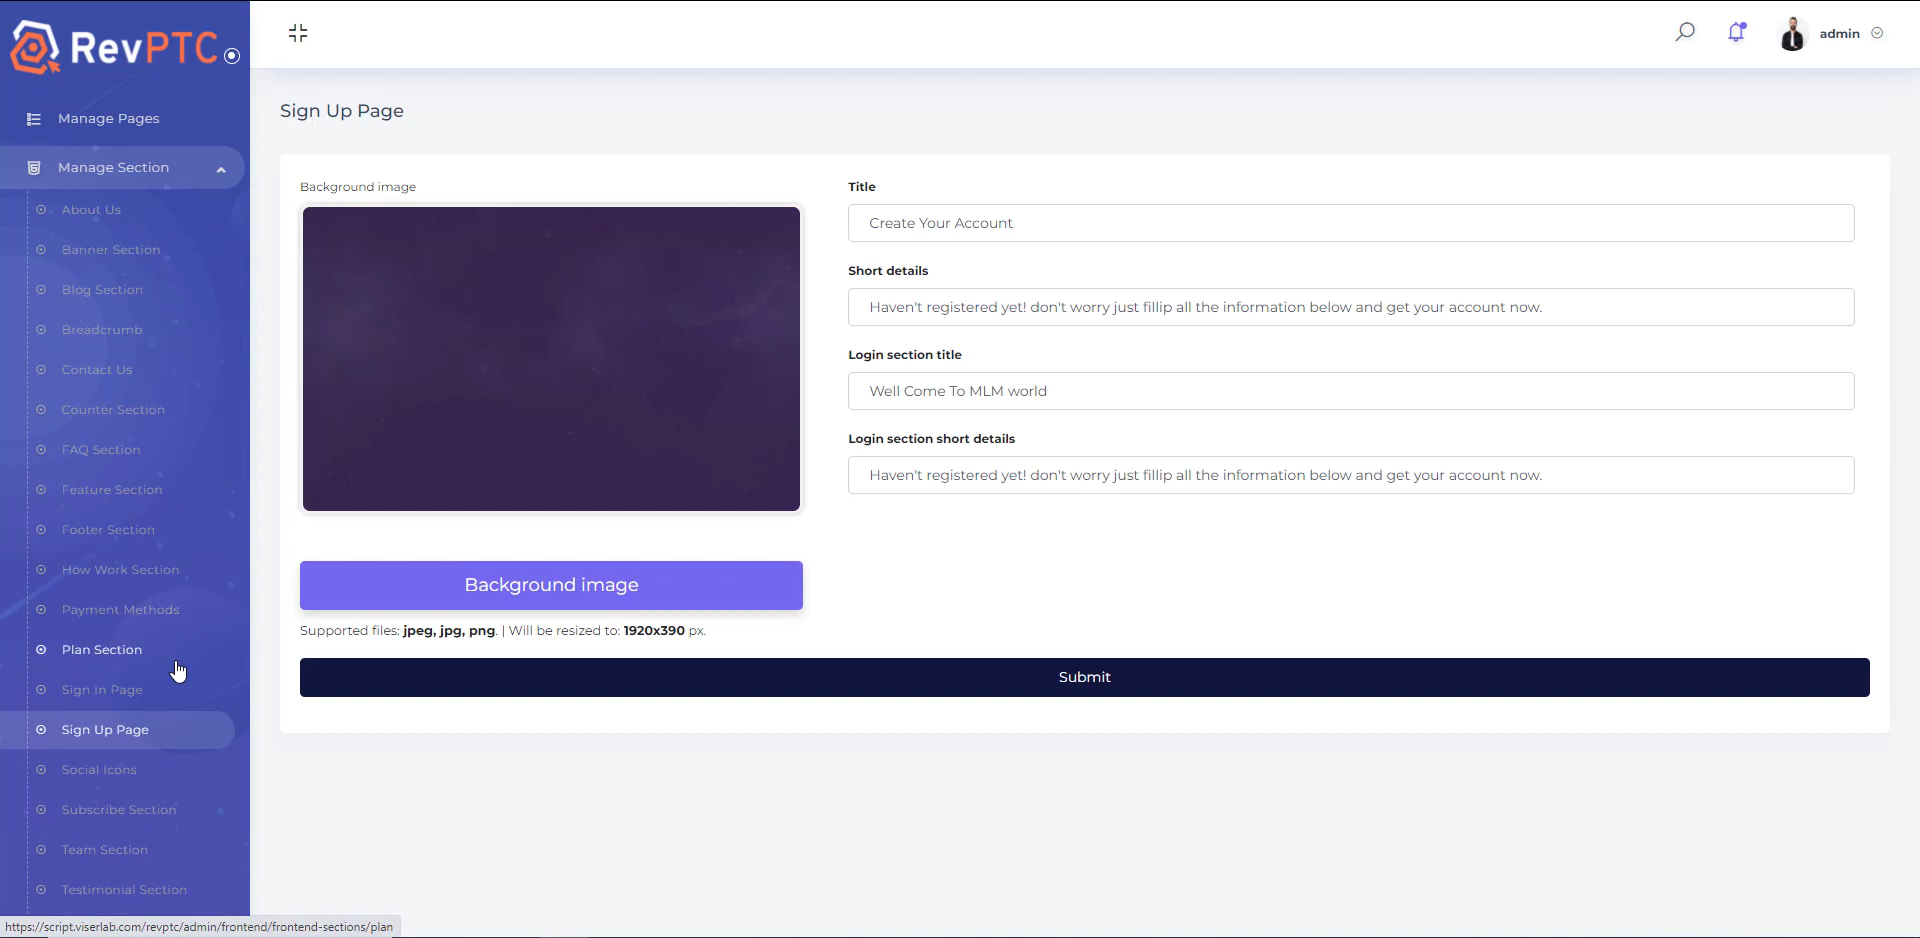 RevPTC
admin
Manage Pages
Manage Section
About Us
Banner Section
Blog Section
Breadcrumb
Contact Us
Counter Section
FAQ Section
Feature Section
Footer Section
How Work Section
Payment Methods
Plan Section
Sign In Page
Sign Up Page
Social Icons
Subscribe Section
Team Section
Testimonial Section
Sign Up Page
Background image
Background image
Supported files: jpeg, jpg, png. | Will be resized to: 1920x390 px.
Title
Create Your Account
Short details
Haven't registered yet! don't worry just fillip all the information below and get your account now.
Login section title
Well Come To MLM world
Login section short details
Haven't registered yet! don't worry just fillip all the information below and get your account now.
Submit
https://script.viserlab.com/revptc/admin/frontend/frontend-sections/plan